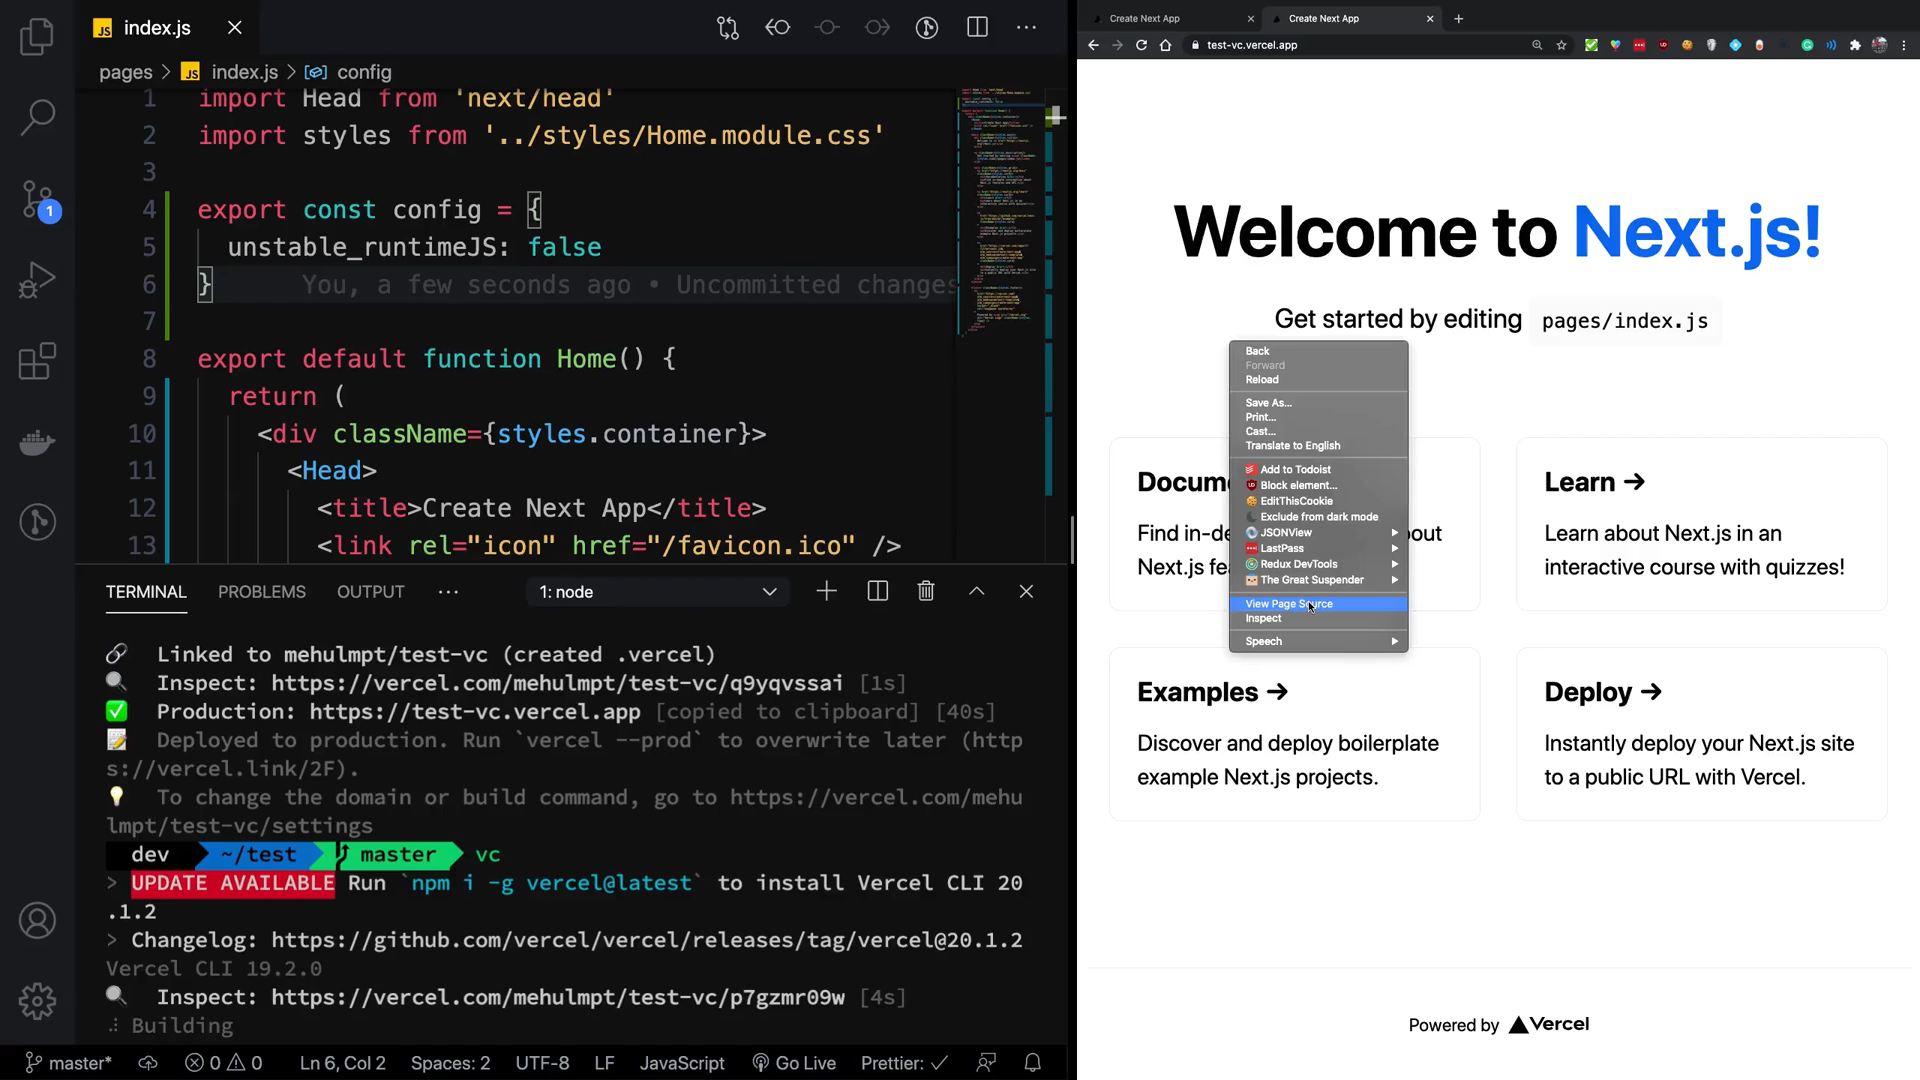 JS index.js
pages > JS index.js > config
1 import Head from 'next/head'
2 import styles from '../styles/Home.module.css'
3
4 export const config = {
5 unstable_runtimeJS: false
6 } You, a few seconds ago • Uncommitted changes
7
8 export default function Home() {
9 return (
10 <div className={styles.container}>
11 <Head>
12 <title>Create Next App</title>
13 <link rel="icon" href="/favicon.ico" />
1
TERMINAL PROBLEMS OUTPUT ... 1: node
Linked to mehulmpt/test-vc (created .vercel)
Inspect: https://vercel.com/mehulmpt/test-vc/q9yqvssai [1s]
Production: https://test-vc.vercel.app [copied to clipboard] [40s]
Deployed to production. Run `vercel --prod` to overwrite later (http
s://vercel.link/2F).
To change the domain or build command, go to https://vercel.com/mehu
lmpt/test-vc/settings
dev ~/test master vc
> UPDATE AVAILABLE Run `npm i -g vercel@latest` to install Vercel CLI 20
.1.2
> Changelog: https://github.com/vercel/vercel/releases/tag/vercel@20.1.2
Vercel CLI 19.2.0
Inspect: https://vercel.com/mehulmpt/test-vc/p7gzmr09w [4s]
Building
master* 0 0 Ln 6, Col 2 Spaces: 2 UTF-8 LF JavaScript Go Live Prettier: ✓
Create Next App Create Next App
test-vc.vercel.app
Welcome to Next.js!
Get started by editing pages/index.js
Back
Forward
Reload
Save As...
Print...
Cast...
Translate to English
Add to Todoist
Block element...
EditThisCookie
Exclude from dark mode
JSONView
LastPass
Redux DevTools
The Great Suspender
View Page Source
Inspect
Speech
Docum
Find in-de bout
Next.js fea
Learn →
Learn about Next.js in an
interactive course with quizzes!
Examples →
Discover and deploy boilerplate
example Next.js projects.
Deploy →
Instantly deploy your Next.js site
to a public URL with Vercel.
Powered by Vercel